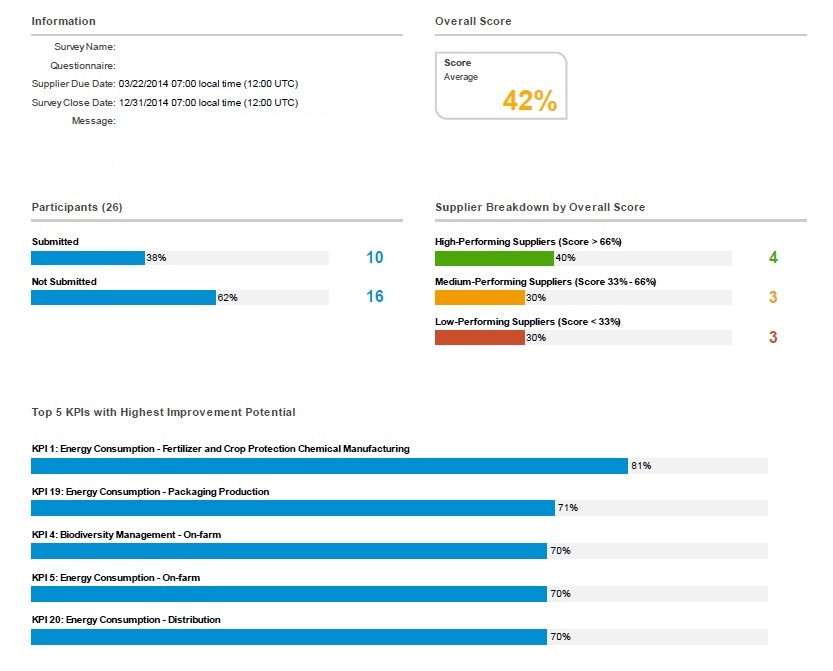 Information
Survey Name:
Questionnaire:
Supplier Due Date: 03/22/2014 07:00 local time (12:00 UTC)
Survey Close Date: 12/31/2014 07:00 local time (12:00 UTC)
Message:
Overall Score
Score
Average
42%
Participants (26)
Submitted
38% 10
Not Submitted
62% 16
Supplier Breakdown by Overall Score
High-Performing Suppliers (Score > 66%)
40% 4
Medium-Performing Suppliers (Score 33% - 66%)
30% 3
Low-Performing Suppliers (Score < 33%)
30% 3
Top 5 KPIs with Highest Improvement Potential
KPI 1: Energy Consumption - Fertilizer and Crop Protection Chemical Manufacturing
81%
KPI 19: Energy Consumption - Packaging Production
71%
KPI 4: Biodiversity Management - On-farm
70%
KPI 5: Energy Consumption - On-farm
70%
KPI 20: Energy Consumption - Distribution
70%